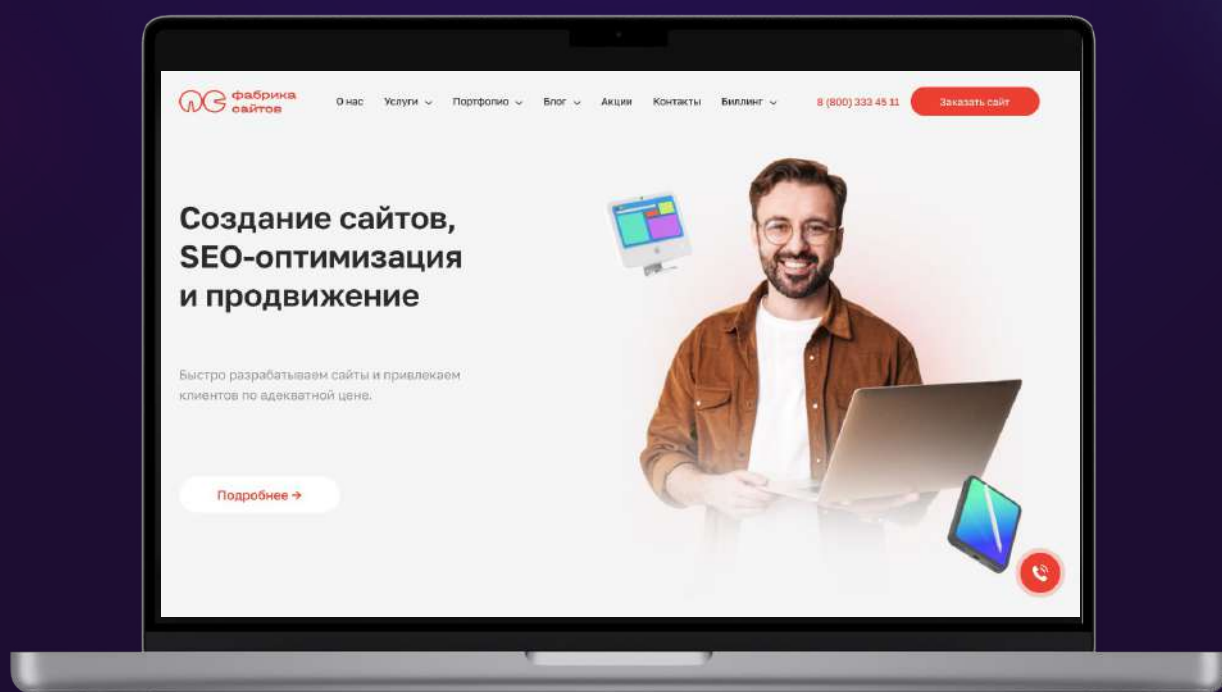 фабрика
сайтов
О нас
Услуги
Портфолио
Блог
Акции
Контакты
Биллинг
8 (800) 333 45 11
Заказать сайт
Создание сайтов,
SEO-оптимизация
и продвижение
Быстро разрабатываем сайты и привлекаем
клиентов по адекватной цене.
Подробнее →